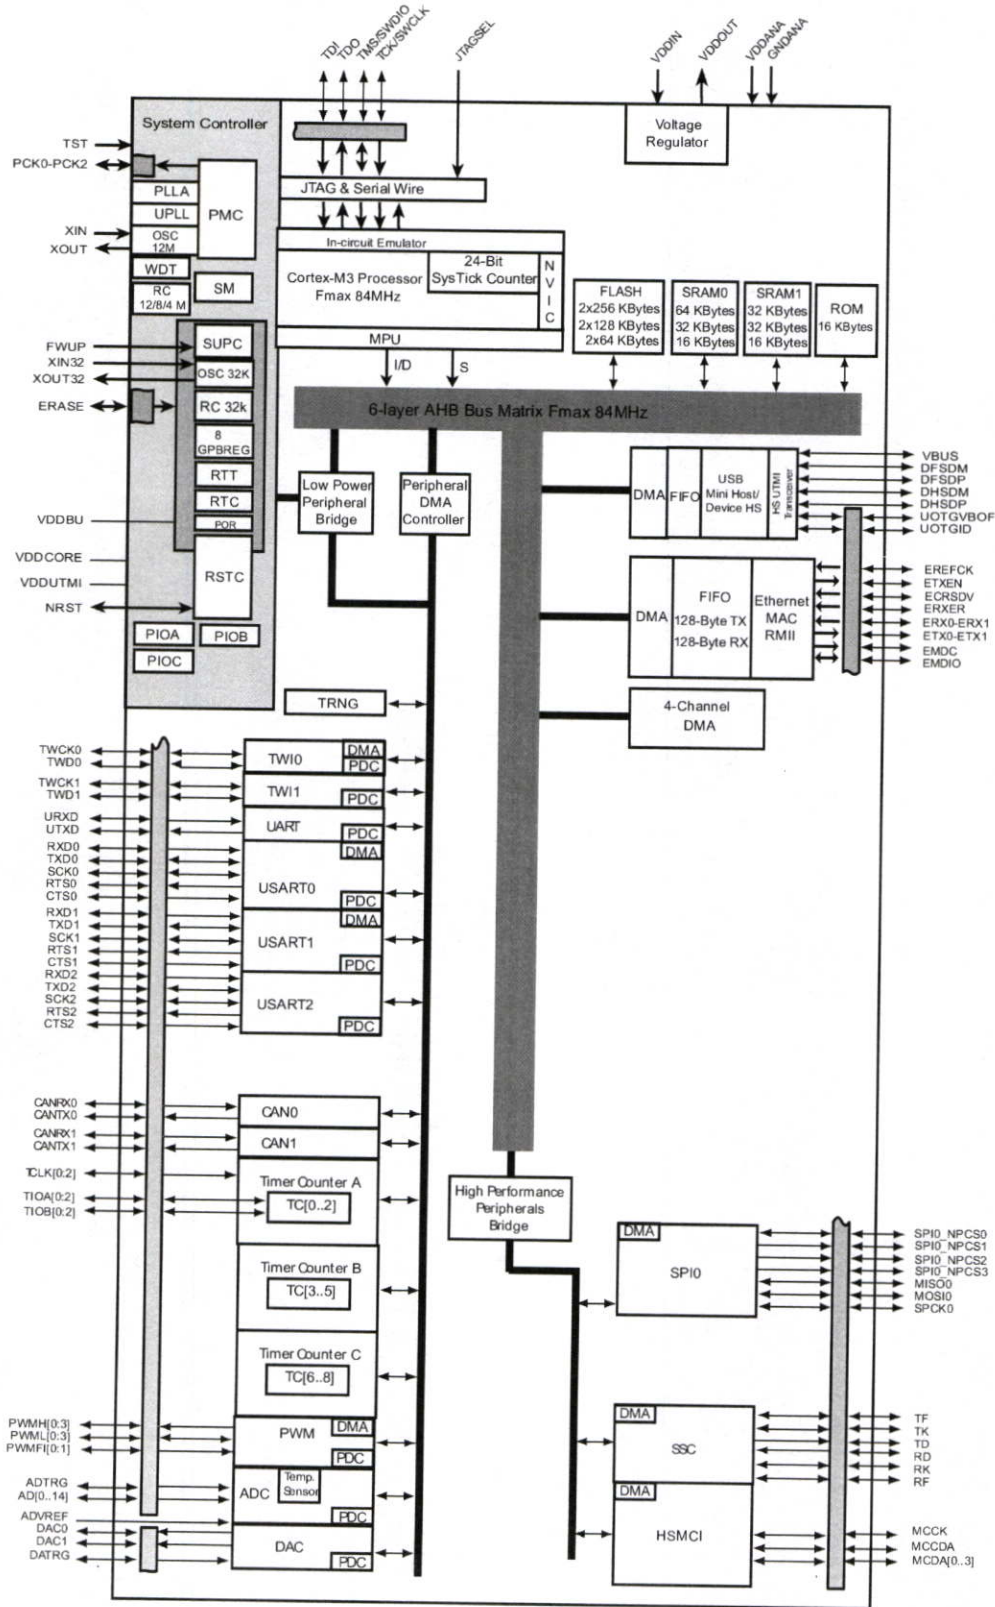 TDI
TDO
TMS/SWDIO
TCK/SWCLK
JTAGSEL
VDDIN
VDDOUT
VDDANA
GNDANA
System Controller
Voltage
Regulator
TST
PCK0-PCK2
PLLA
UPLL
OSC
12M
PMC
JTAG & Serial Wire
XIN
XOUT
In-circuit Emulator
WDT
RC
12/8/4 M
SM
Cortex-M3 Processor
Fmax 84MHz
24-Bit
SysTick Counter
N
V
I
C
MPU
I/D
S
FLASH
2x256 KBytes
2x128 KBytes
2x64 KBytes
SRAM0
64 KBytes
32 KBytes
16 KBytes
SRAM1
32 KBytes
32 KBytes
16 KBytes
ROM
16 KBytes
FWUP
XIN32
XOUT32
ERASE
SUPC
OSC 32K
RC 32k
8
GPBREG
RTT
RTC
POR
RSTC
VDDBU
VDDCORE
VDDUTMI
NRST
PIOA
PIOB
PIOC
6-layer AHB Bus Matrix Fmax 84MHz
Low Power
Peripheral
Bridge
Peripheral
DMA
Controller
DMA
FIFO
USB
Mini Host/
Device HS
HS UTMI
Transceiver
VBUS
DFSDM
DFSDP
DHSDM
DHSDP
UOTGVBOF
UOTGID
DMA
FIFO
128-Byte TX
128-Byte RX
Ethernet
MAC
RMII
EREFCK
ETXEN
ECRSDV
ERXER
ERX0-ERX1
ETX0-ETX1
EMDC
EMDIO
4-Channel
DMA
TRNG
TWCK0
TWD0
TWI0
DMA
PDC
TWCK1
TWD1
TWI1
PDC
URXD
UTXD
UART
PDC
RXD0
TXD0
SCK0
RTS0
CTS0
USART0
DMA
PDC
RXD1
TXD1
SCK1
RTS1
CTS1
USART1
DMA
PDC
RXD2
TXD2
SCK2
RTS2
CTS2
USART2
PDC
CANRX0
CANTX0
CAN0
CANRX1
CANTX1
CAN1
TCLK[0:2]
TIOA[0:2]
TIOB[0:2]
Timer Counter A
TC[0..2]
Timer Counter B
TC[3..5]
Timer Counter C
TC[6..8]
High Performance
Peripherals
Bridge
DMA
SPI0
SPI0_NPCS0
SPI0_NPCS1
SPI0_NPCS2
SPI0_NPCS3
MISO0
MOSI0
SPCK0
PWMH[0:3]
PWML[0:3]
PWMFI[0:1]
PWM
DMA
PDC
DMA
SSC
TF
TK
TD
RD
RK
RF
ADTRG
AD[0..14]
ADVREF
ADC
Temp.
Sensor
PDC
DAC0
DAC1
DATRG
DAC
PDC
DMA
HSMCI
MCCK
MCCDA
MCDA[0..3]